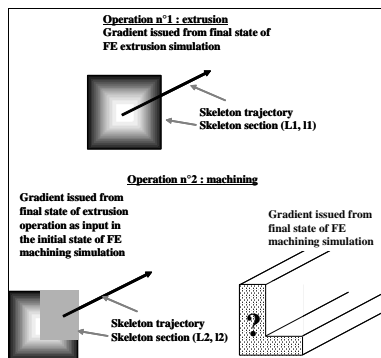 Operation n°1 : extrusion
Gradient issued from final state of
FE extrusion simulation
Skeleton trajectory
Skeleton section (L1, l1)
Operation n°2 : machining
Gradient issued from
final state of extrusion
operation as input in
the initial state of FE
machining simulation
Skeleton trajectory
Skeleton section (L2, l2)
Gradient issued from
final state of FE
machining simulation
?